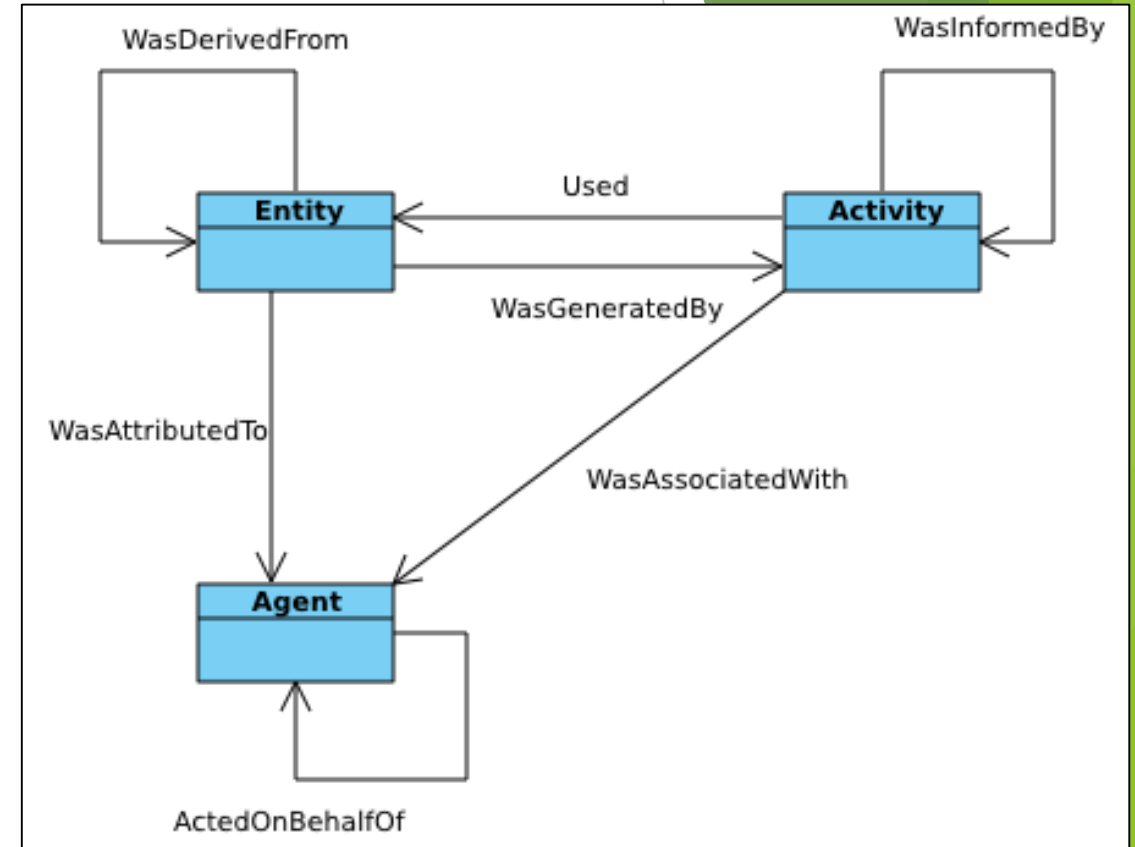 WasDerivedFrom
WasInformedBy
Used
Entity
Activity
WasGeneratedBy
WasAttributedTo
WasAssociatedWith
Agent
ActedOnBehalfOf